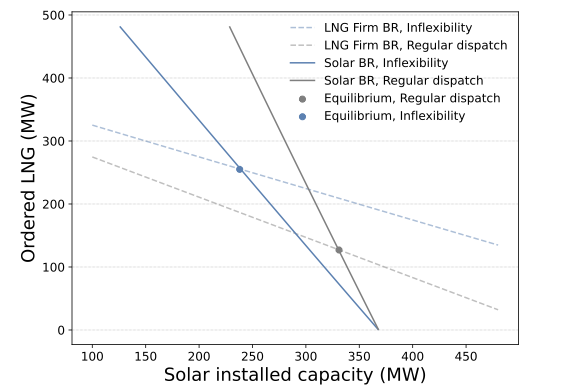 500
400
300
200
100
0
Ordered LNG (MW)
LNG Firm BR, Inflexibility
LNG Firm BR, Regular dispatch
Solar BR, Inflexibility
Solar BR, Regular dispatch
Equilibrium, Regular dispatch
Equilibrium, Inflexibility
100 150 200 250 300 350 400 450
Solar installed capacity (MW)